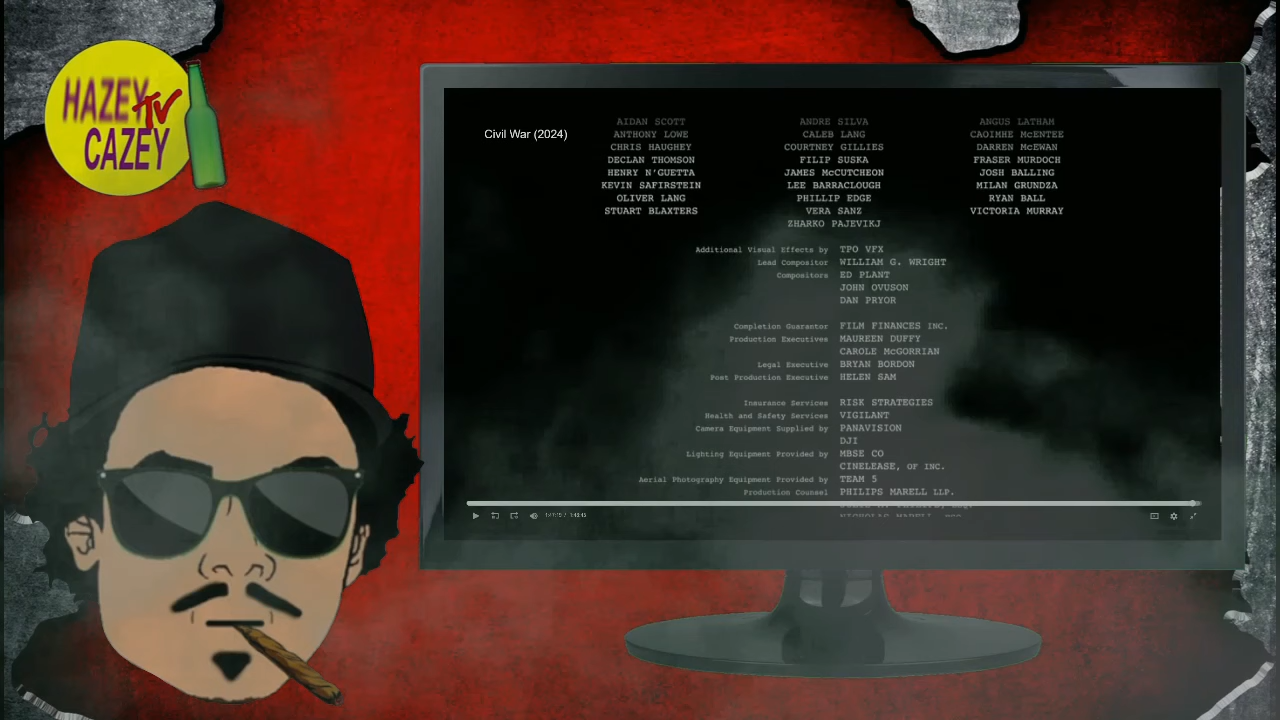 HAZEY TV
CAZEY
Civil War (2024)
AIDAN SCOTT ANDRE SILVA ANGUS LATHAM
ANTHONY LOWE CALEB LANG CAOIMHE McENTEE
CHRIS HAUGHEY COURTNEY GILLIES DARREN McEWAN
DECLAN THOMSON FILIP SUSKA FRASER MURDOCH
HENRY N'GUETTA JAMES McCUTCHEON JOSH BALLING
KEVIN SAFIRSTEIN LEE BARRACLOUGH MILAN GRUNDZA
OLIVER LANG PHILLIP EDGE RYAN BALL
STUART BLAXTERS VERA SANZ VICTORIA MURRAY
ZHARKO PAJEVIKJ
Additional Visual Effects by TPO VFX
Lead Compositor WILLIAM G. WRIGHT
Compositors ED PLANT
JOHN OVUSON
DAN PRYOR
Completion Guarantor FILM FINANCES INC.
Production Executives MAUREEN DUFFY
CAROLE McGORRIAN
Legal Executive BRYAN BORDON
Post Production Executive HELEN SAM
Insurance Services RISK STRATEGIES
Health and Safety Services VIGILANT
Camera Equipment Supplied by PANAVISION
DJI
Lighting Equipment Provided by MBSE CO
CINELEASE, OF INC.
Aerial Photography Equipment Provided by TEAM 5
Production Counsel PHILIPS MARELL LLP.